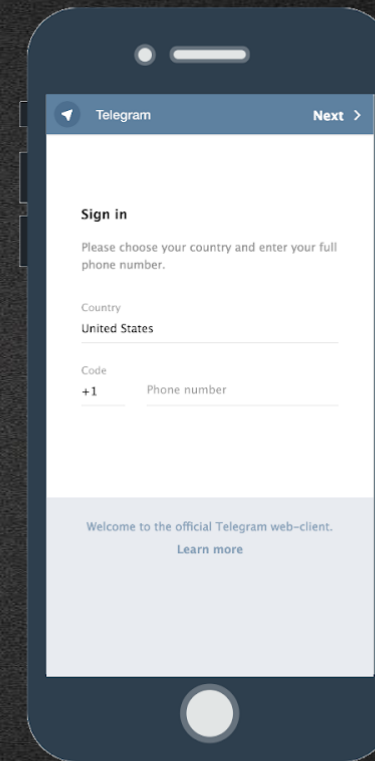 Telegram
Next
Sign in
Please choose your country and enter your full
phone number.
Country
United States
Code
+1
Phone number
Welcome to the official Telegram web-client.
Learn more